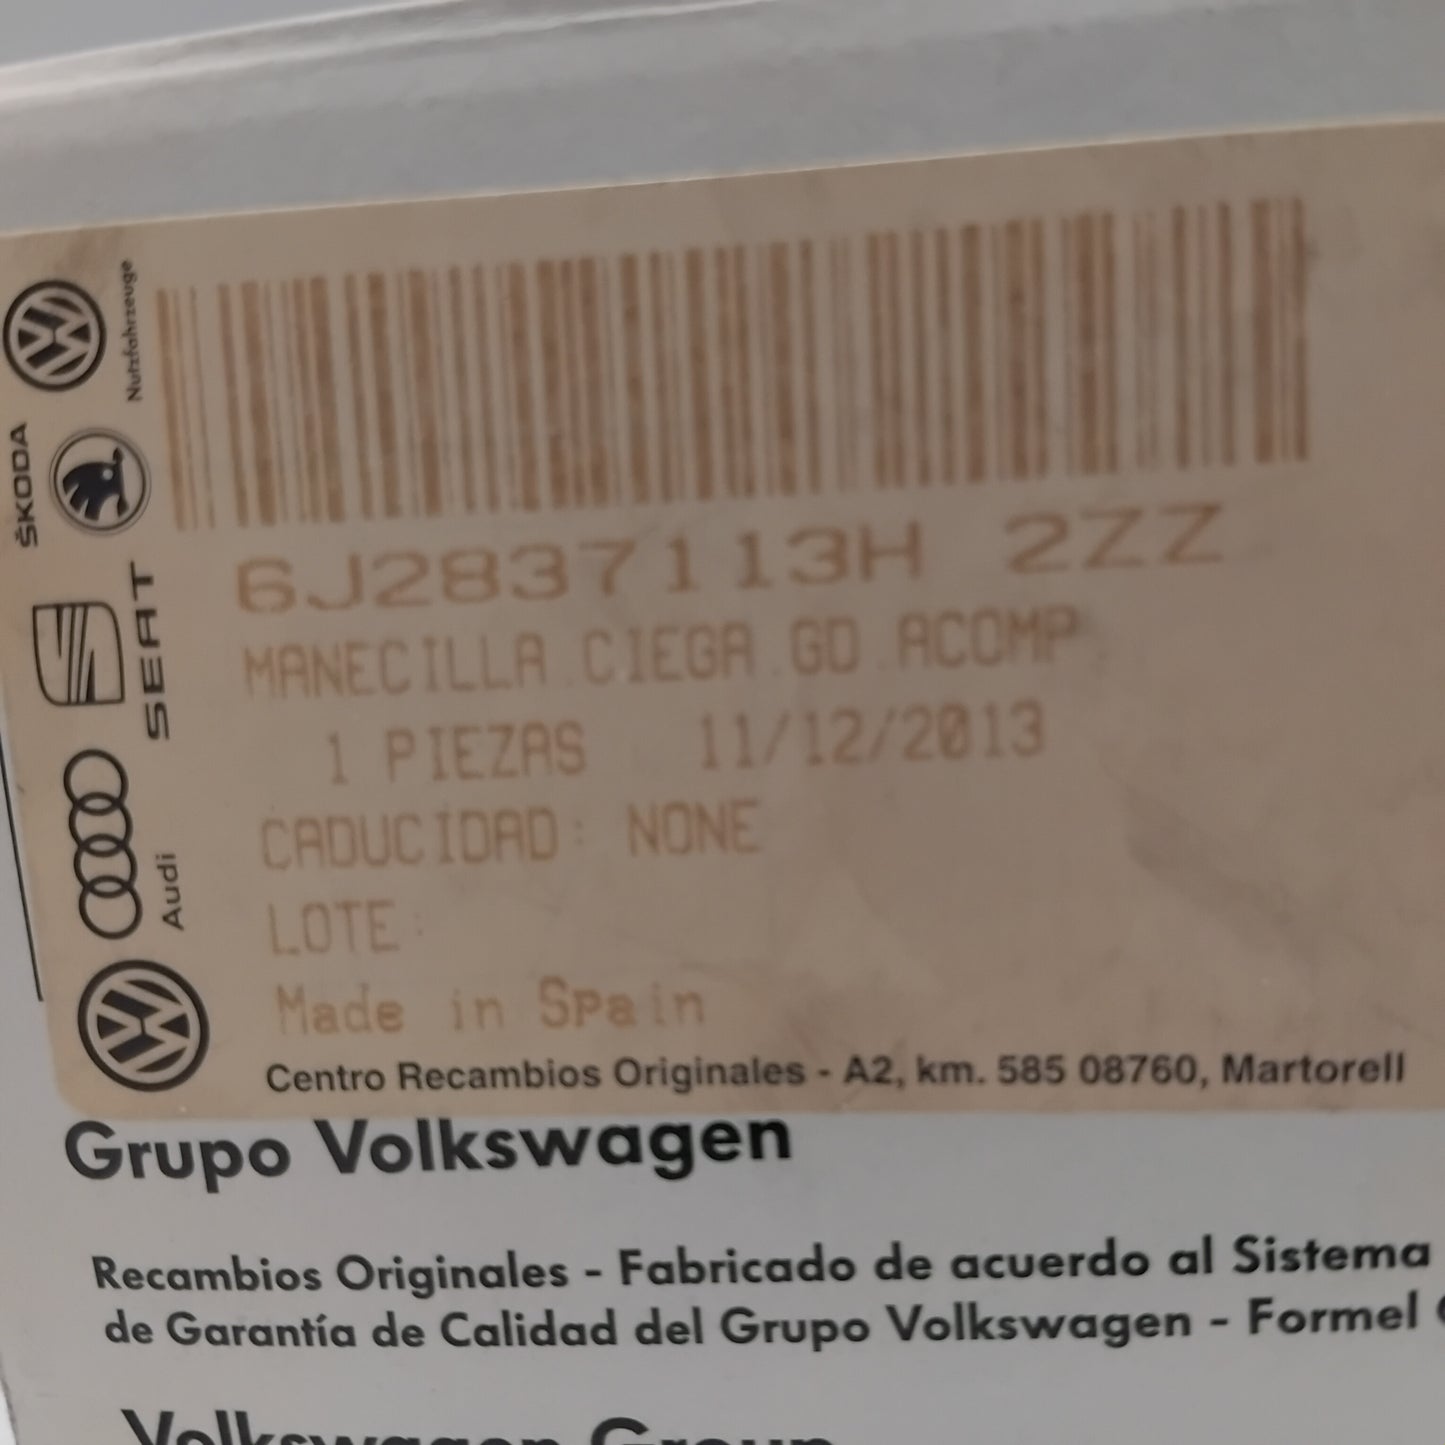 Nutzfahrzeuge
ŠKODA
SEAT
Audi
6J2837113H 2ZZ
MANECILLA.CIEGA.GD.ACOMP.
1 PIEZAS 11/12/2013
CADUCIDAD: NONE
LOTE:
Made in Spain
Centro Recambios Originales - A2, km. 585 08760, Martorell
Grupo Volkswagen
Recambios Originales - Fabricado de acuerdo al Sistema
de Garantía de Calidad del Grupo Volkswagen - Formel
Volkswagen Group